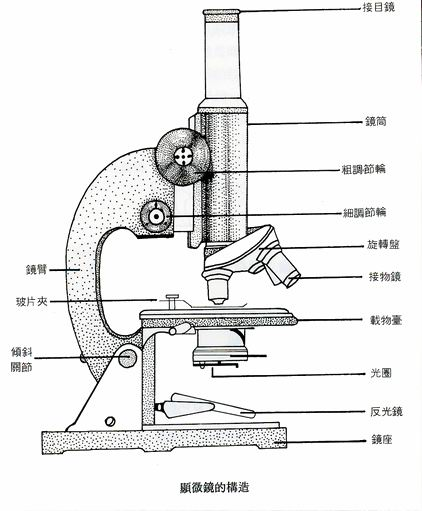 接目鏡
鏡筒
粗調節輪
細調節輪
旋轉盤
接物鏡
鏡臂
玻片夾
載物臺
傾斜
關節
光圈
反光鏡
鏡座
顯微鏡的構造